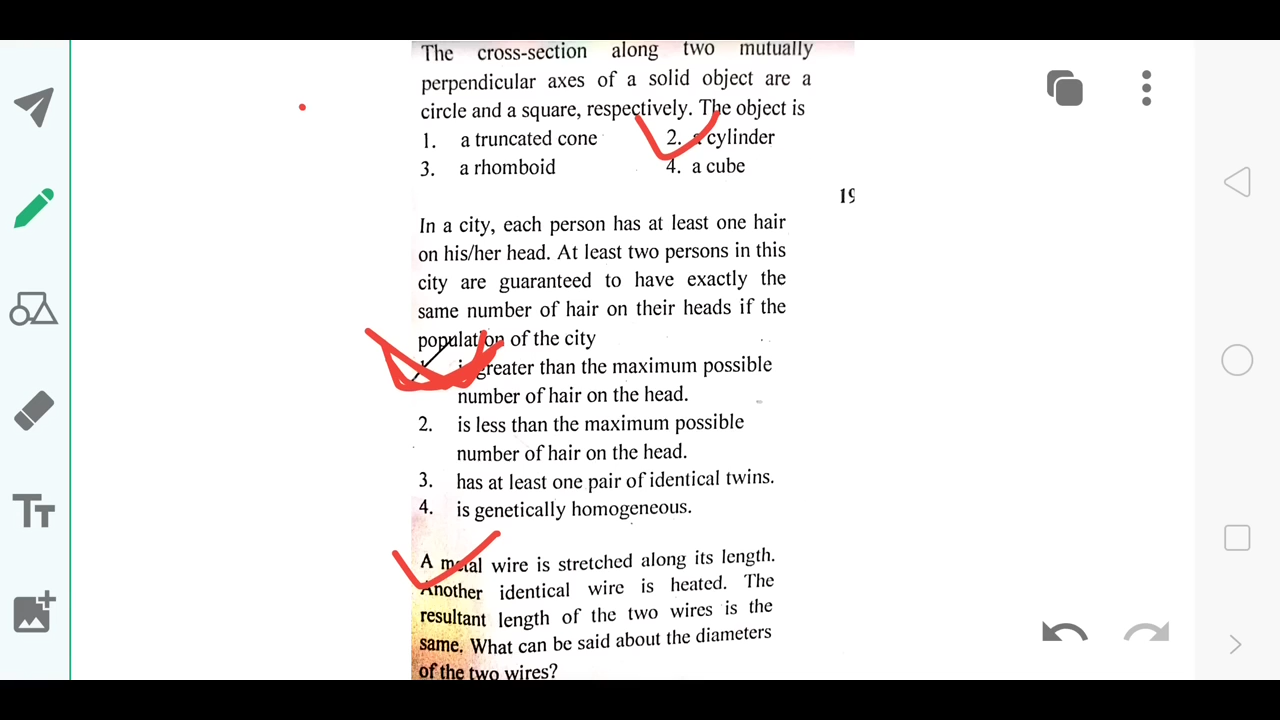 The cross-section along two mutually
perpendicular axes of a solid object are a
circle and a square, respectively. The object is
1. a truncated cone 2. a cylinder
3. a rhomboid 4. a cube
19
In a city, each person has at least one hair
on his/her head. At least two persons in this
city are guaranteed to have exactly the
same number of hair on their heads if the
population of the city
is greater than the maximum possible
number of hair on the head.
2. is less than the maximum possible
number of hair on the head.
3. has at least one pair of identical twins.
4. is genetically homogeneous.
A metal wire is stretched along its length.
Another identical wire is heated. The
resultant length of the two wires is the
same. What can be said about the diameters
of the two wires?
TT